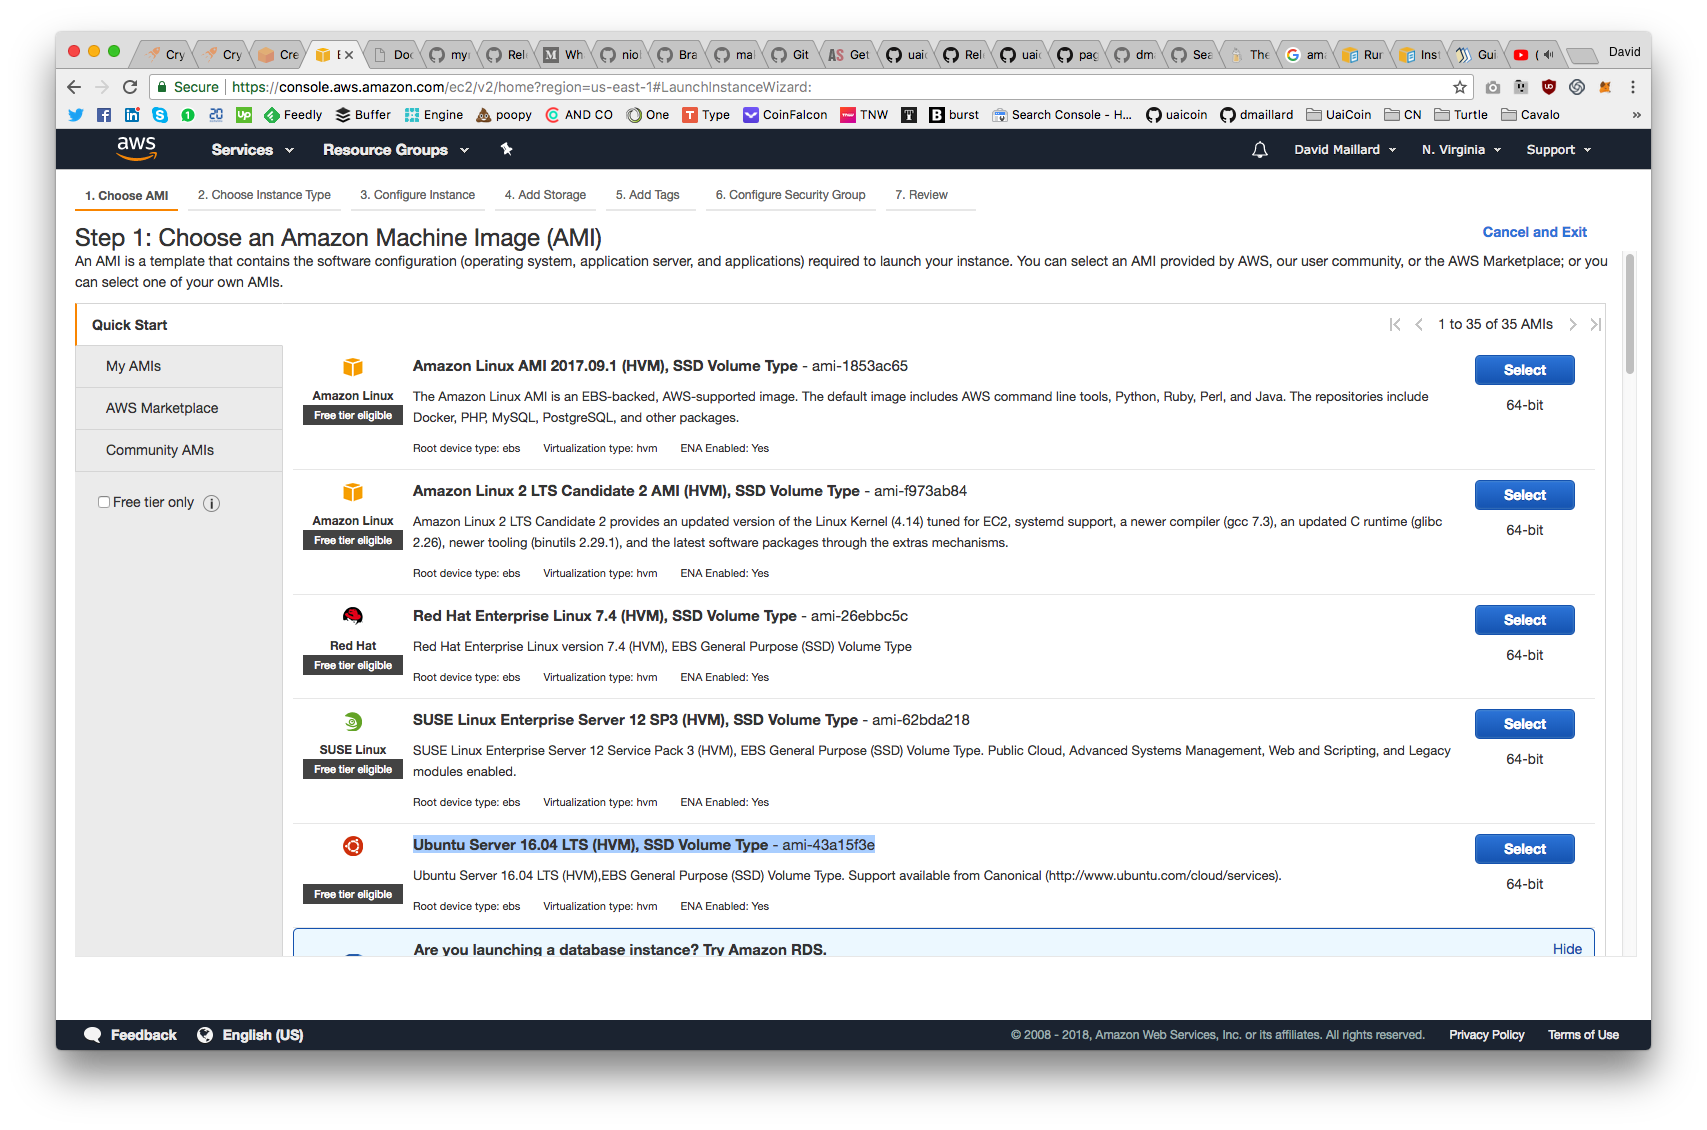 Cry
Cry
Cre
E
Doc
myr
Rele
Wh
niol
Bra
mal
Git
AS Get
uaic
Rele
uaic
pag
dm
Sea
The
ama
Run
Inst
Gui
(
David
Secure
https://console.aws.amazon.com/ec2/v2/home?region=us-east-1#LaunchInstanceWizard:
20 Up Feedly Buffer Engine poopy AND CO One Type CoinFalcon TNW burst Search Console - H... uaicoin dmaillard UaiCoin CN Turtle Cavalo »
aws Services Resource Groups David Maillard N. Virginia Support
1. Choose AMI 2. Choose Instance Type 3. Configure Instance 4. Add Storage 5. Add Tags 6. Configure Security Group 7. Review
Step 1: Choose an Amazon Machine Image (AMI)
Cancel and Exit
An AMI is a template that contains the software configuration (operating system, application server, and applications) required to launch your instance. You can select an AMI provided by AWS, our user community, or the AWS Marketplace; or you
can select one of your own AMIs.
Quick Start
1 to 35 of 35 AMIs
My AMIs
AWS Marketplace
Community AMIs
Free tier only
Amazon Linux
Free tier eligible
Amazon Linux AMI 2017.09.1 (HVM), SSD Volume Type - ami-1853ac65
The Amazon Linux AMI is an EBS-backed, AWS-supported image. The default image includes AWS command line tools, Python, Ruby, Perl, and Java. The repositories include
Docker, PHP, MySQL, PostgreSQL, and other packages.
Root device type: ebs Virtualization type: hvm ENA Enabled: Yes
Select
64-bit
Amazon Linux
Free tier eligible
Amazon Linux 2 LTS Candidate 2 AMI (HVM), SSD Volume Type - ami-f973ab84
Amazon Linux 2 LTS Candidate 2 provides an updated version of the Linux Kernel (4.14) tuned for EC2, systemd support, a newer compiler (gcc 7.3), an updated C runtime (glibc
2.26), newer tooling (binutils 2.29.1), and the latest software packages through the extras mechanisms.
Root device type: ebs Virtualization type: hvm ENA Enabled: Yes
Select
64-bit
Red Hat
Free tier eligible
Red Hat Enterprise Linux 7.4 (HVM), SSD Volume Type - ami-26ebbc5c
Red Hat Enterprise Linux version 7.4 (HVM), EBS General Purpose (SSD) Volume Type
Root device type: ebs Virtualization type: hvm ENA Enabled: Yes
Select
64-bit
SUSE Linux
Free tier eligible
SUSE Linux Enterprise Server 12 SP3 (HVM), SSD Volume Type - ami-62bda218
SUSE Linux Enterprise Server 12 Service Pack 3 (HVM), EBS General Purpose (SSD) Volume Type. Public Cloud, Advanced Systems Management, Web and Scripting, and Legacy
modules enabled.
Root device type: ebs Virtualization type: hvm ENA Enabled: Yes
Select
64-bit
Free tier eligible
Ubuntu Server 16.04 LTS (HVM), SSD Volume Type - ami-43a15f3e
Ubuntu Server 16.04 LTS (HVM),EBS General Purpose (SSD) Volume Type. Support available from Canonical (http://www.ubuntu.com/cloud/services).
Root device type: ebs Virtualization type: hvm ENA Enabled: Yes
Select
64-bit
Are you launching a database instance? Try Amazon RDS.
Hide
Feedback English (US)
© 2008 - 2018, Amazon Web Services, Inc. or its affiliates. All rights reserved. Privacy Policy Terms of Use